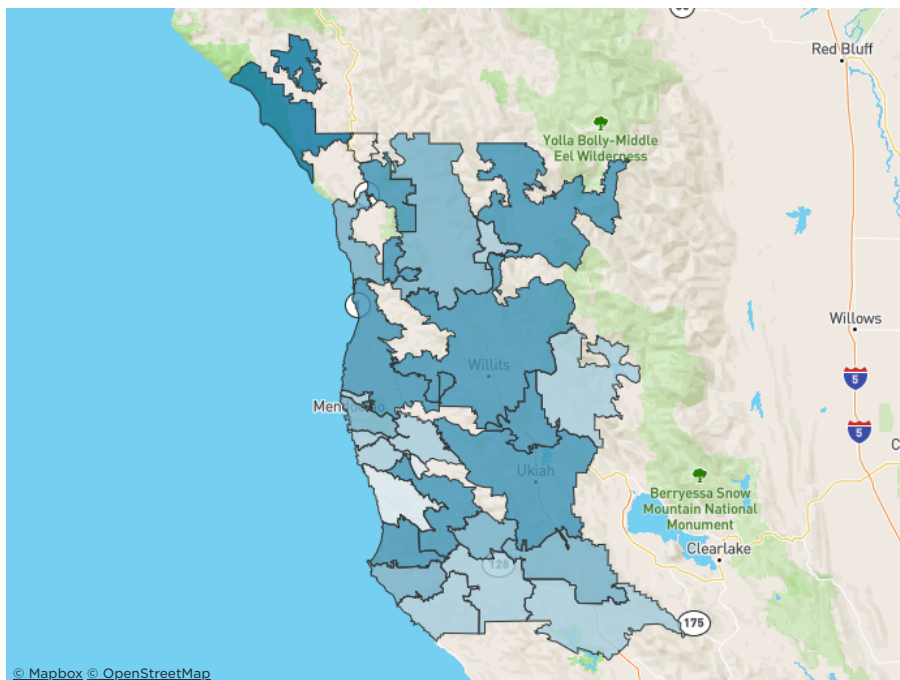 Red Bluff
Yolla Bolly-Middle
Eel Wilderness
Willows
5
Willits
5
Ukiah
Berryessa Snow
Mountain National
Monument
Clearlake
128
175
© Mapbox © OpenStreetMap